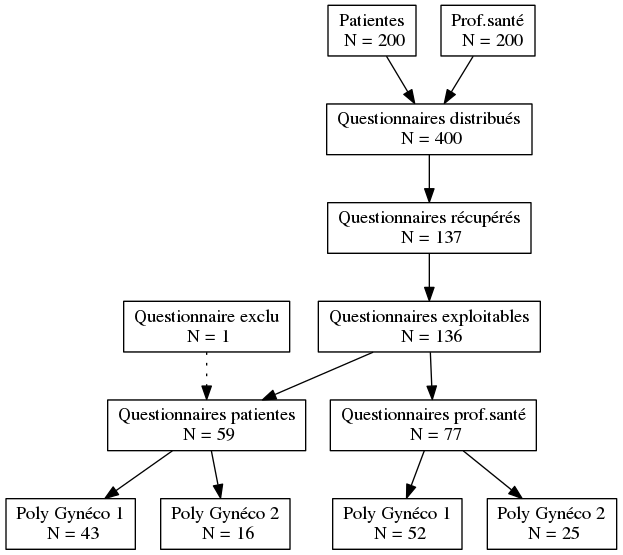 Patientes
N = 200
Prof.santé
N = 200
Questionnaires distribués
N = 400
Questionnaires récupérés
N = 137
Questionnaire exclu
N = 1
Questionnaires exploitables
N = 136
Questionnaires patientes
N = 59
Questionnaires prof.santé
N = 77
Poly Gynéco 1
N = 43
Poly Gynéco 2
N = 16
Poly Gynéco 1
N = 52
Poly Gynéco 2
N = 25